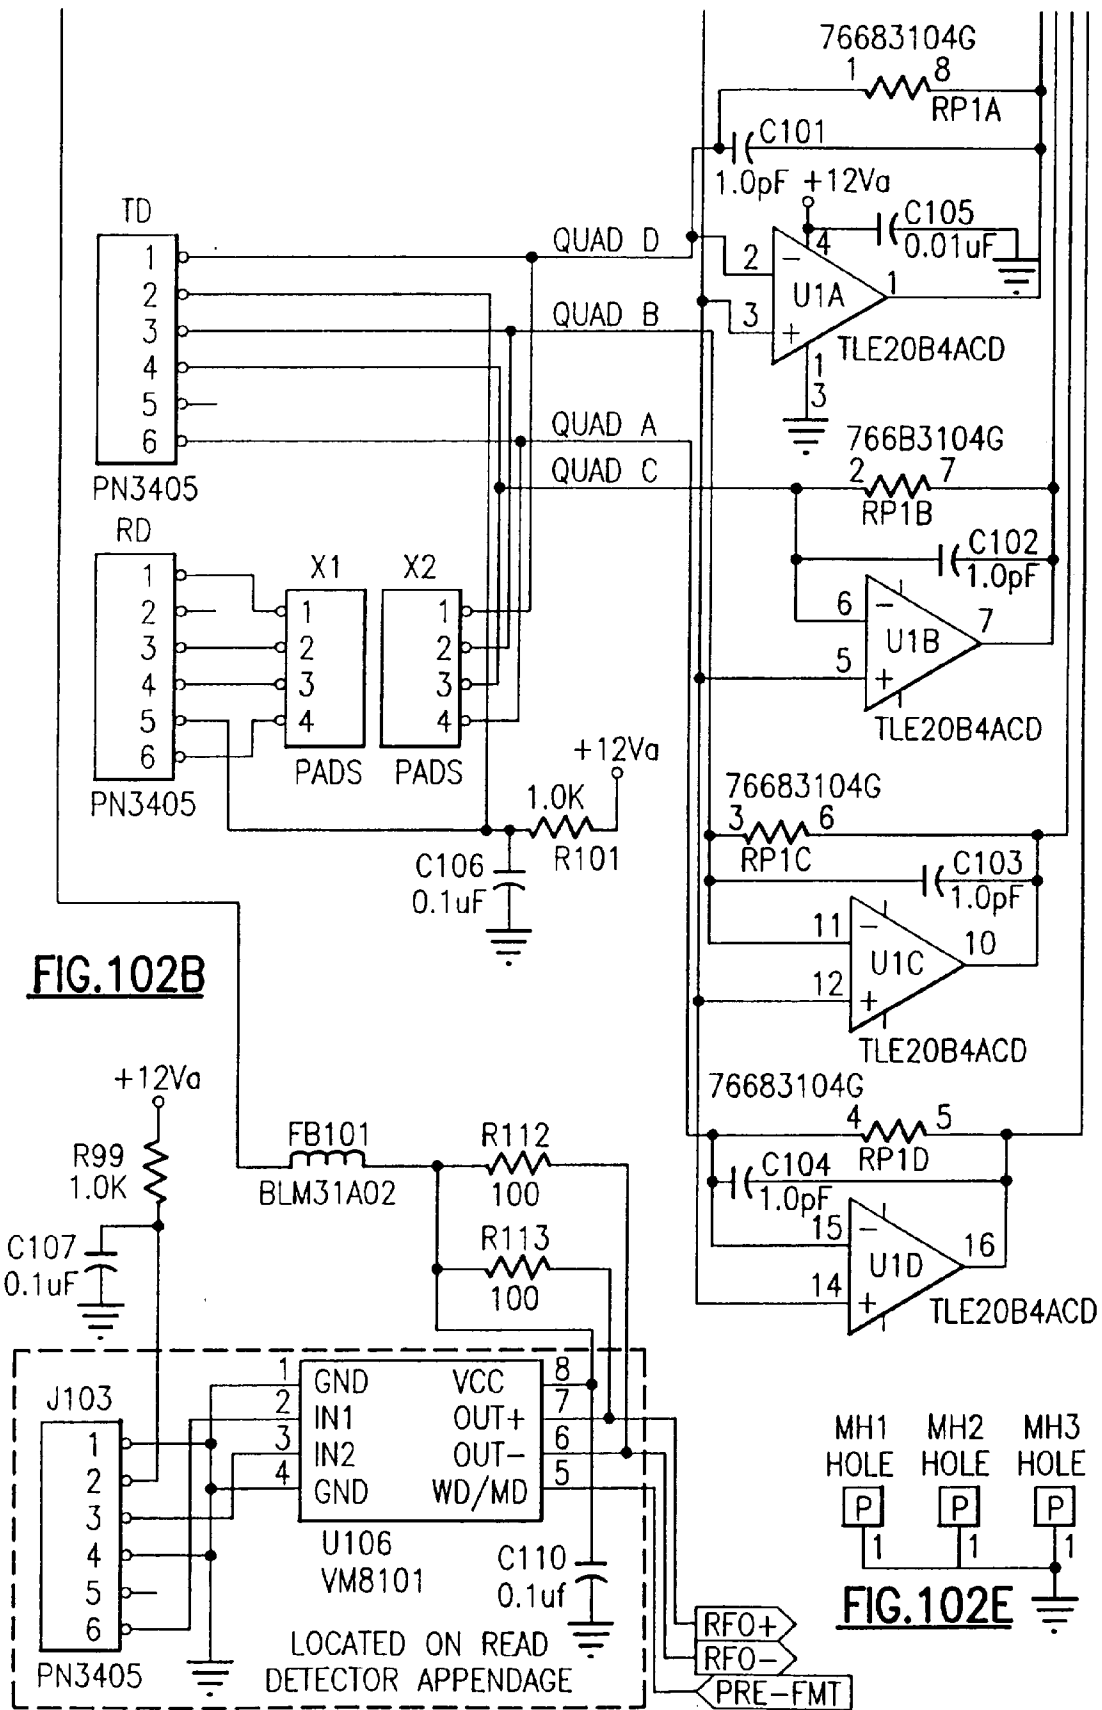 76683104G
1 8
RP1A
C101
1.0pF +12Va
C105
0.01uF
4
2 −
U1A 1
3 +
TLE20B4ACD
1
3
TD
1
2
3
4
5
6
PN3405
QUAD D
QUAD B
QUAD A
QUAD C
766B3104G
2 7
RP1B
C102
1.0pF
6 −
U1B 7
5 +
TLE20B4ACD
RD
1
2
3
4
5
6
PN3405
X1
1
2
3
4
PADS
X2
1
2
3
4
PADS
+12Va
1.0K
R101
C106
0.1uF
76683104G
3 6
RP1C
C103
1.0pF
11 −
U1C 10
12 +
TLE20B4ACD
FIG.102B
76683104G
4 5
RP1D
C104
1.0pF
15 −
U1D 16
14 +
TLE20B4ACD
+12Va
R99
1.0K
C107
0.1uF
FB101
BLM31A02
R112
100
R113
100
J103
1
2
3
4
5
6
PN3405
1 GND VCC 8
2 IN1 OUT+ 7
3 IN2 OUT− 6
4 GND WD/MD 5
U106
VM8101
C110
0.1uf
LOCATED ON READ
DETECTOR APPENDAGE
RFO+
RFO−
PRE−FMT
MH1 MH2 MH3
HOLE HOLE HOLE
P P P
1 1 1
FIG.102E